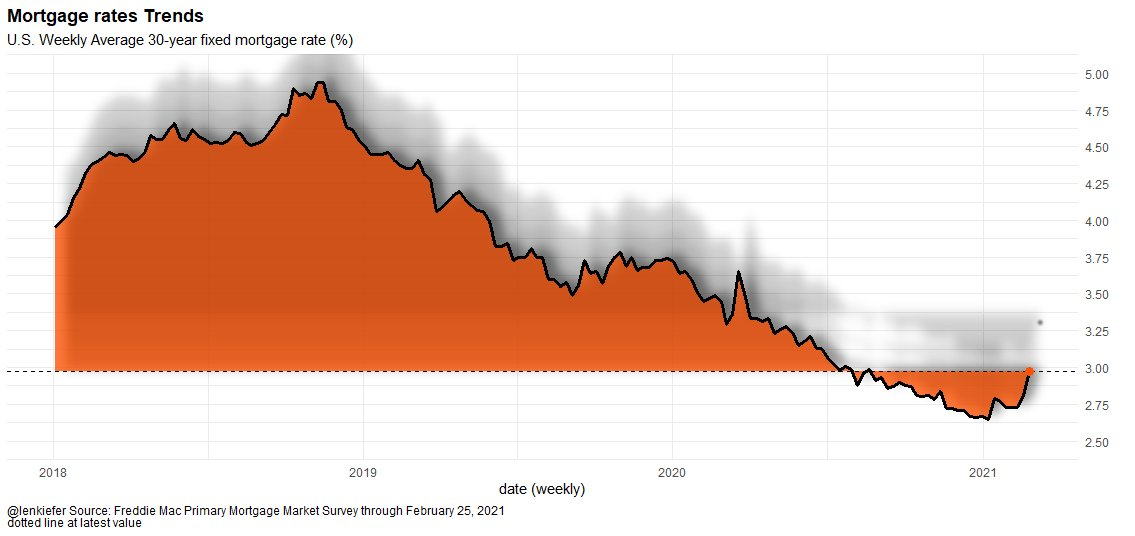 Mortgage rates Trends
U.S. Weekly Average 30-year fixed mortgage rate (%)
5.00
4.75
4.50
4.25
4.00
3.75
3.50
3.25
3.00
2.75
2.50
2018 2019 2020 2021
date (weekly)
@lenkiefer Source: Freddie Mac Primary Mortgage Market Survey through February 25, 2021
dotted line at latest value